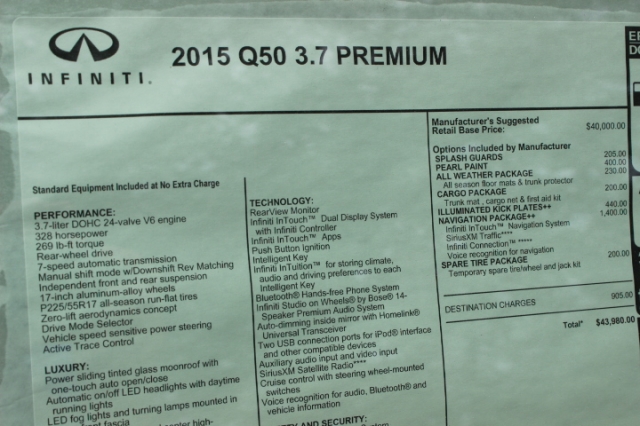 INFINITI.
2015 Q50 3.7 PREMIUM
Standard Equipment Included at No Extra Charge
PERFORMANCE:
3.7-liter DOHC 24-valve V6 engine
328 horsepower
269 lb-ft torque
Rear-wheel drive
7-speed automatic transmission
Manual shift mode w/Downshift Rev Matching
Independent front and rear suspension
17-inch aluminum-alloy wheels
P225/55R17 all-season run-flat tires
Zero-lift aerodynamics concept
Drive Mode Selector
Vehicle speed sensitive power steering
Active Trace Control
LUXURY:
Power sliding tinted glass moonroof with
one-touch auto open/close
Automatic on/off LED headlights with daytime
running lights
LED fog lights and turning lamps mounted in
front fascia
TECHNOLOGY:
RearView Monitor
Infiniti InTouch™ Dual Display System
with Infiniti Controller
Infiniti InTouch™ Apps
Push Button Ignition
Intelligent Key
Infiniti InTuition™ for storing climate,
audio and driving preferences to each
Intelligent Key
Bluetooth® Hands-free Phone System
Infiniti Studio on Wheels® by Bose® 14-
Speaker Premium Audio System
Auto-dimming inside mirror with Homelink®
Universal Transceiver
Two USB connection ports for iPod® interface
and other compatible devices
Auxiliary audio input and video input
SiriusXM Satellite Radio****
Cruise control with steering wheel-mounted
switches
Voice recognition for audio, Bluetooth® and
vehicle information
AND SECURITY:
Manufacturer's Suggested
Retail Base Price: $40,000.00
Options Included by Manufacturer
SPLASH GUARDS 205.00
PEARL PAINT 400.00
ALL WEATHER PACKAGE 230.00
All season floor mats & trunk protector
CARGO PACKAGE 200.00
Trunk mat, cargo net & first aid kit
ILLUMINATED KICK PLATES++ 440.00
NAVIGATION PACKAGE++ 1,400.00
Infiniti InTouch™ Navigation System
SiriusXM Traffic****
Infiniti Connection™ *****
Voice recognition for navigation
SPARE TIRE PACKAGE 200.00
Temporary spare tire/wheel and jack kit
DESTINATION CHARGES 905.00
Total* $43,980.00